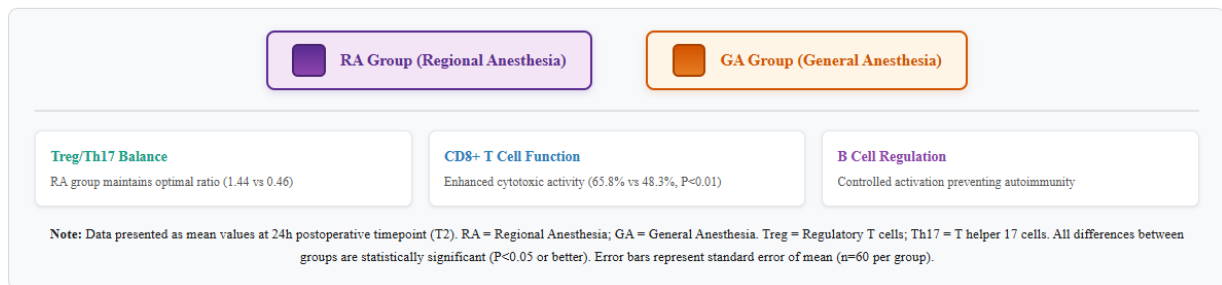 RA Group (Regional Anesthesia)
GA Group (General Anesthesia)
Treg/Th17 Balance
RA group maintains optimal ratio (1.44 vs 0.46)
CD8+ T Cell Function
Enhanced cytotoxic activity (65.8% vs 48.3%, P<0.01)
B Cell Regulation
Controlled activation preventing autoimmunity
Note: Data presented as mean values at 24h postoperative timepoint (T2). RA = Regional Anesthesia; GA = General Anesthesia. Treg = Regulatory T cells; Th17 = T helper 17 cells. All differences between
groups are statistically significant (P<0.05 or better). Error bars represent standard error of mean (n=60 per group).